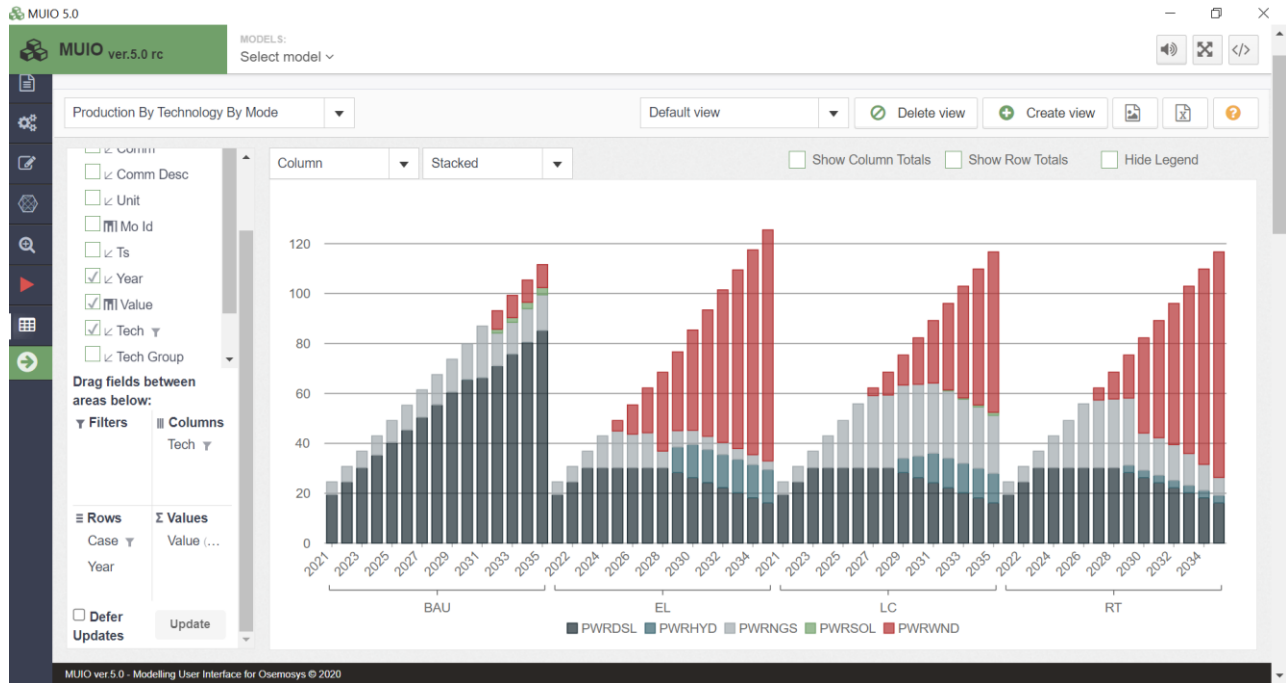 MUIO 5.0
MUIO ver.5.0 rc
MODELS:
Select model
Production By Technology By Mode
Default view
Delete view
Create view
Comm
Comm Desc
Unit
Mo Id
Ts
Year
Value
Tech
Tech Group
Drag fields between
areas below:
Filters
Columns
Tech
Rows
Σ Values
Case
Value (...
Year
Defer
Updates
Update
Column
Stacked
Show Column Totals
Show Row Totals
Hide Legend
120
100
80
60
40
20
0
2021 2023 2025 2027 2029 2031 2033 2035 2022 2024 2026 2028 2030 2032 2034 2021 2023 2025 2027 2029 2031 2033 2035 2022 2024 2026 2028 2030 2032 2034
BAU EL LC RT
PWRDSL PWRHYD PWRNGS PWRSOL PWRWND
MUIO ver.5.0 - Modelling User Interface for Osemosys © 2020